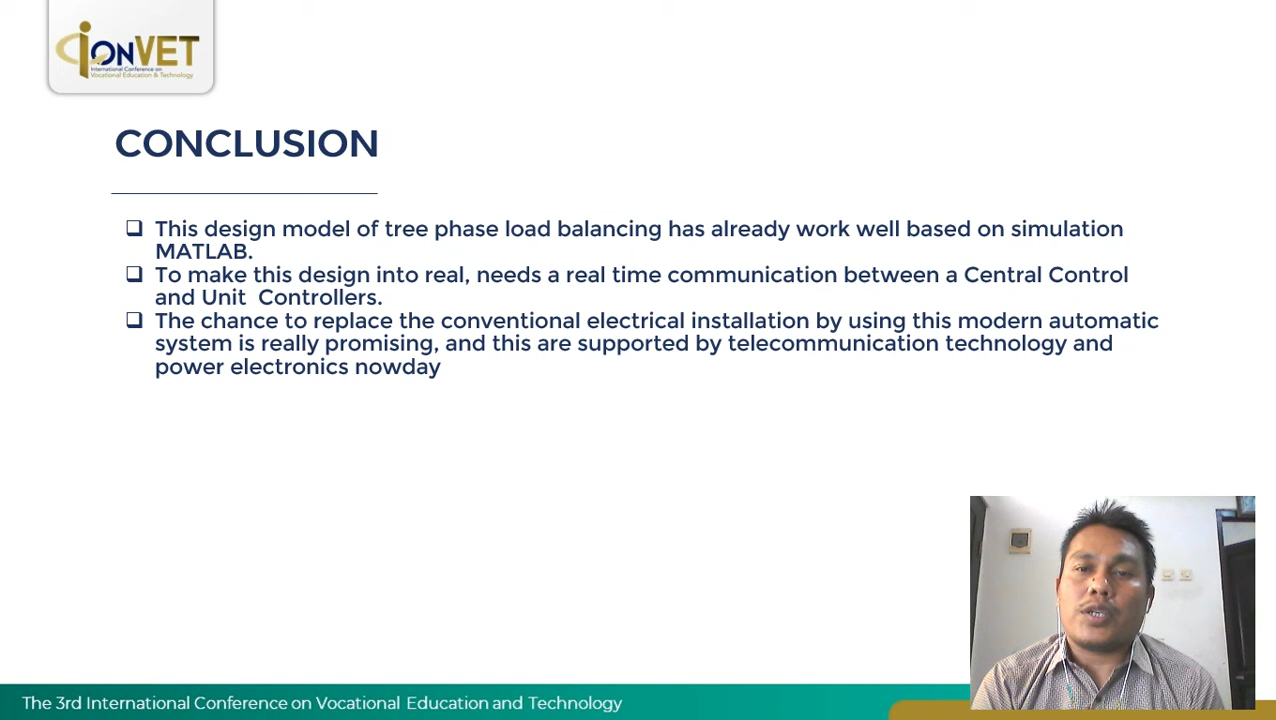 ionVET
International Conference on
Vocational Education & Technology
CONCLUSION
This design model of tree phase load balancing has already work well based on simulation
MATLAB.
To make this design into real, needs a real time communication between a Central Control
and Unit  Controllers.
The chance to replace the conventional electrical installation by using this modern automatic
system is really promising, and this are supported by telecommunication technology and
power electronics nowday
The 3rd International Conference on Vocational Education and Technology